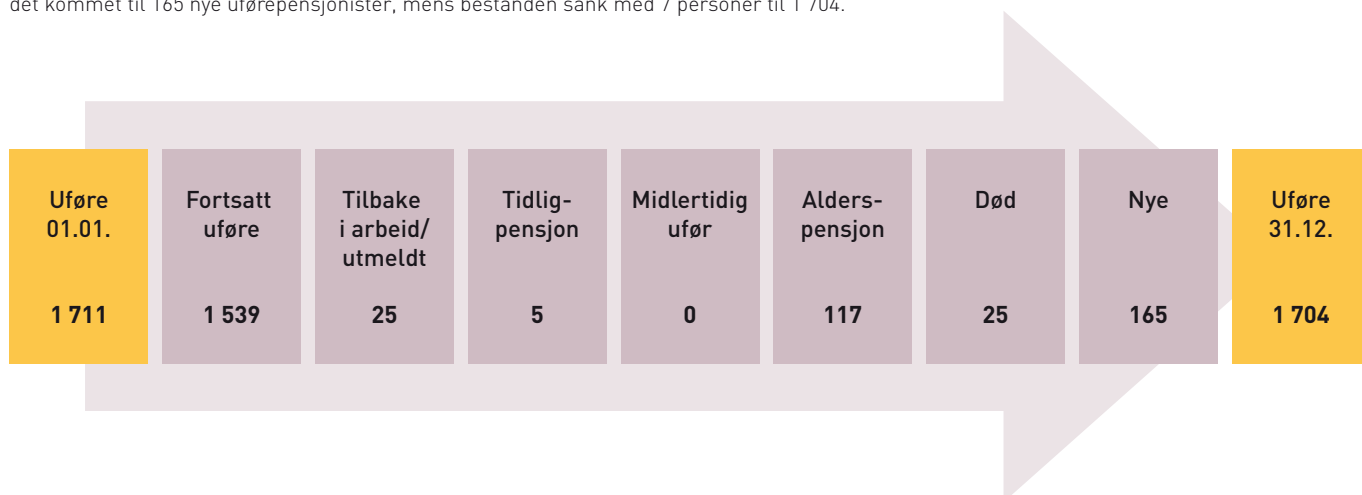 det kommet til 165 nye uførepensjonister, mens bestanden sank med 7 personer til 1 704.
Uføre
01.01.
1 711
Fortsatt
uføre
1 539
Tilbake
i arbeid/
utmeldt
25
Tidlig-
pensjon
5
Midlertidig
ufør
0
Alders-
pensjon
117
Død
25
Nye
165
Uføre
31.12.
1 704